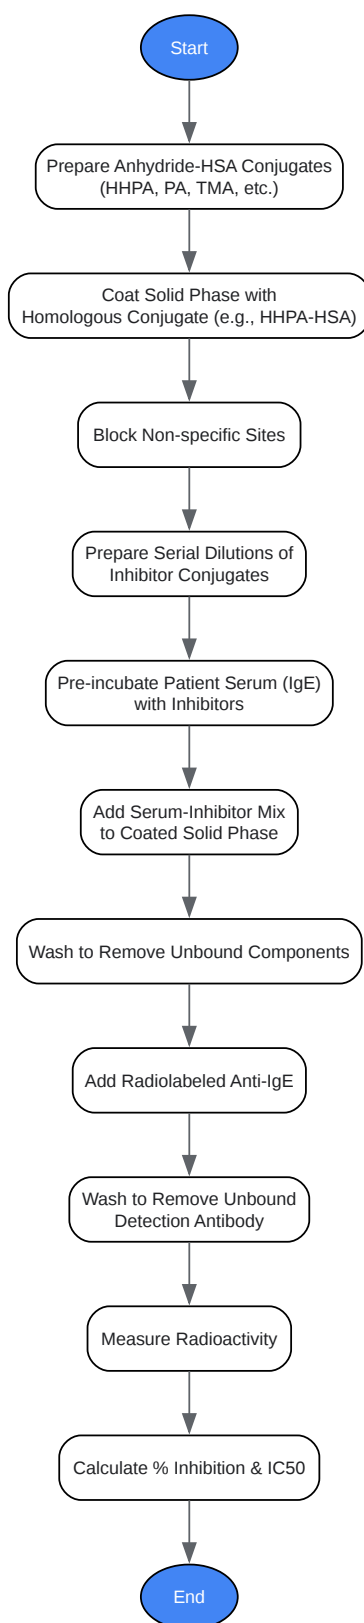 Start
Prepare Anhydride-HSA Conjugates
(HHPA, PA, TMA, etc.)
Coat Solid Phase with
Homologous Conjugate (e.g., HHPA-HSA)
Block Non-specific Sites
Prepare Serial Dilutions of
Inhibitor Conjugates
Pre-incubate Patient Serum (IgE)
with Inhibitors
Add Serum-Inhibitor Mix
to Coated Solid Phase
Wash to Remove Unbound Components
Add Radiolabeled Anti-IgE
Wash to Remove Unbound
Detection Antibody
Measure Radioactivity
Calculate % Inhibition & IC50
End